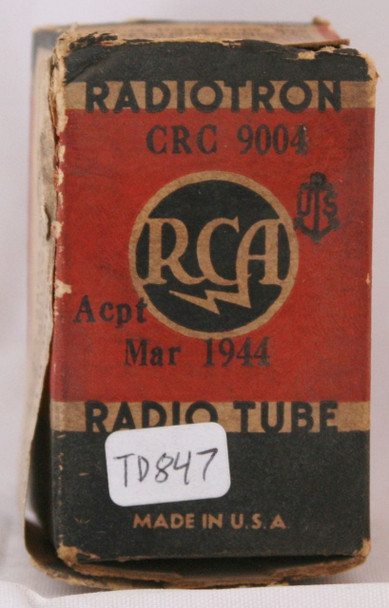 RADIOTRON
CRC 9004
US
RCA
Acpt
Mar 1944
RADIO TUBE
TD847
MADE IN U.S.A.